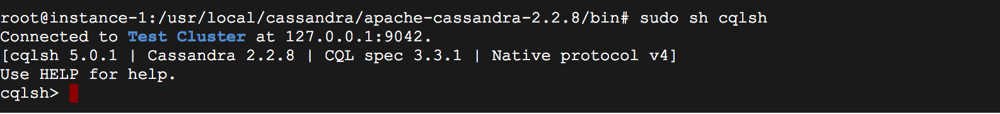 root@instance-1:/usr/local/cassandra/apache-cassandra-2.2.8/bin# sudo sh cqlsh
Connected to Test Cluster at 127.0.0.1:9042.
[cqlsh 5.0.1 | Cassandra 2.2.8 | CQL spec 3.3.1 | Native protocol v4]
Use HELP for help.
cqlsh>